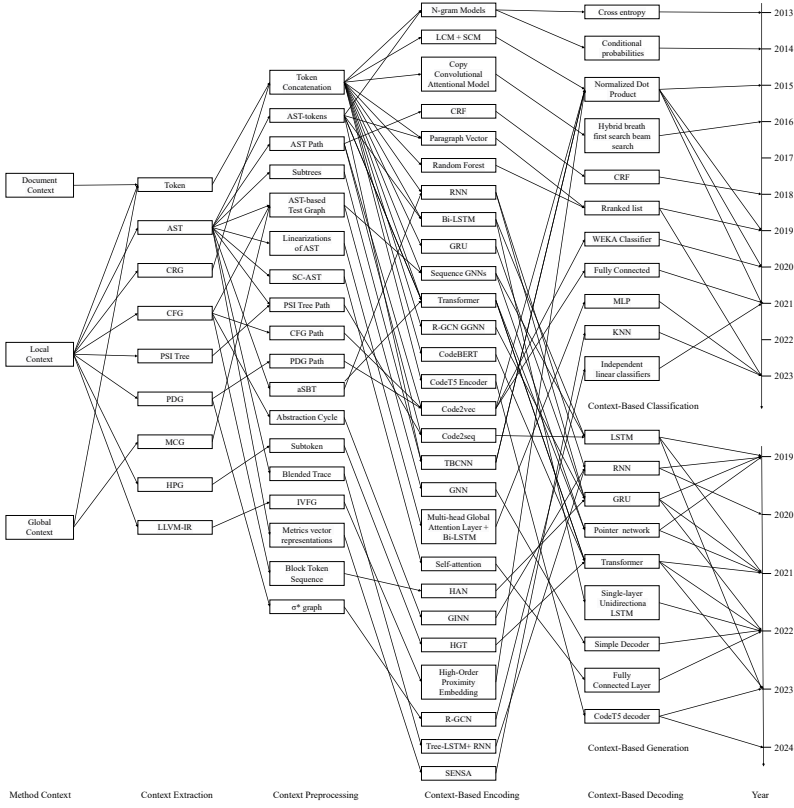 Document
Context
Local
Context
Global
Context
Method Context
Token
AST
CRG
CFG
PSI Tree
PDG
MCG
HPG
LLVM-IR
Context Extraction
Token
Concatenation
AST-tokens
AST Path
Subtrees
AST-based
Test Graph
Linearizations
of AST
SC-AST
PSI Tree Path
CFG Path
PDG Path
aSBT
Abstraction Cycle
Subtoken
Blended Trace
IVFG
Metrics vector
representations
Block Token
Sequence
σ* graph
Context Preprocessing
N-gram Models
LCM + SCM
Copy
Convolutional
Attentional Model
CRF
Paragraph Vector
Random Forest
RNN
Bi-LSTM
GRU
Sequence GNNs
Transformer
R-GCN GGNN
CodeBERT
CodeT5 Encoder
Code2vec
Code2seq
TBCNN
GNN
Multi-head Global
Attention Layer +
Bi-LSTM
Self-attention
HAN
GINN
HGT
High-Order
Proximity
Embedding
R-GCN
Tree-LSTM+ RNN
SENSA
Context-Based Encoding
Cross entropy
Conditional
probabilities
Normalized Dot
Product
Hybrid breath
first search beam
search
CRF
Rranked list
WEKA Classifier
Fully Connected
MLP
KNN
Independent
linear classifiers
Context-Based Classification
LSTM
RNN
GRU
Pointer network
Transformer
Single-layer
Unidirectiona
LSTM
Simple Decoder
Fully
Connected Layer
CodeT5 decoder
Context-Based Generation
Context-Based Decoding
2013
2014
2015
2016
2017
2018
2019
2020
2021
2022
2023
2019
2020
2021
2022
2023
2024
Year